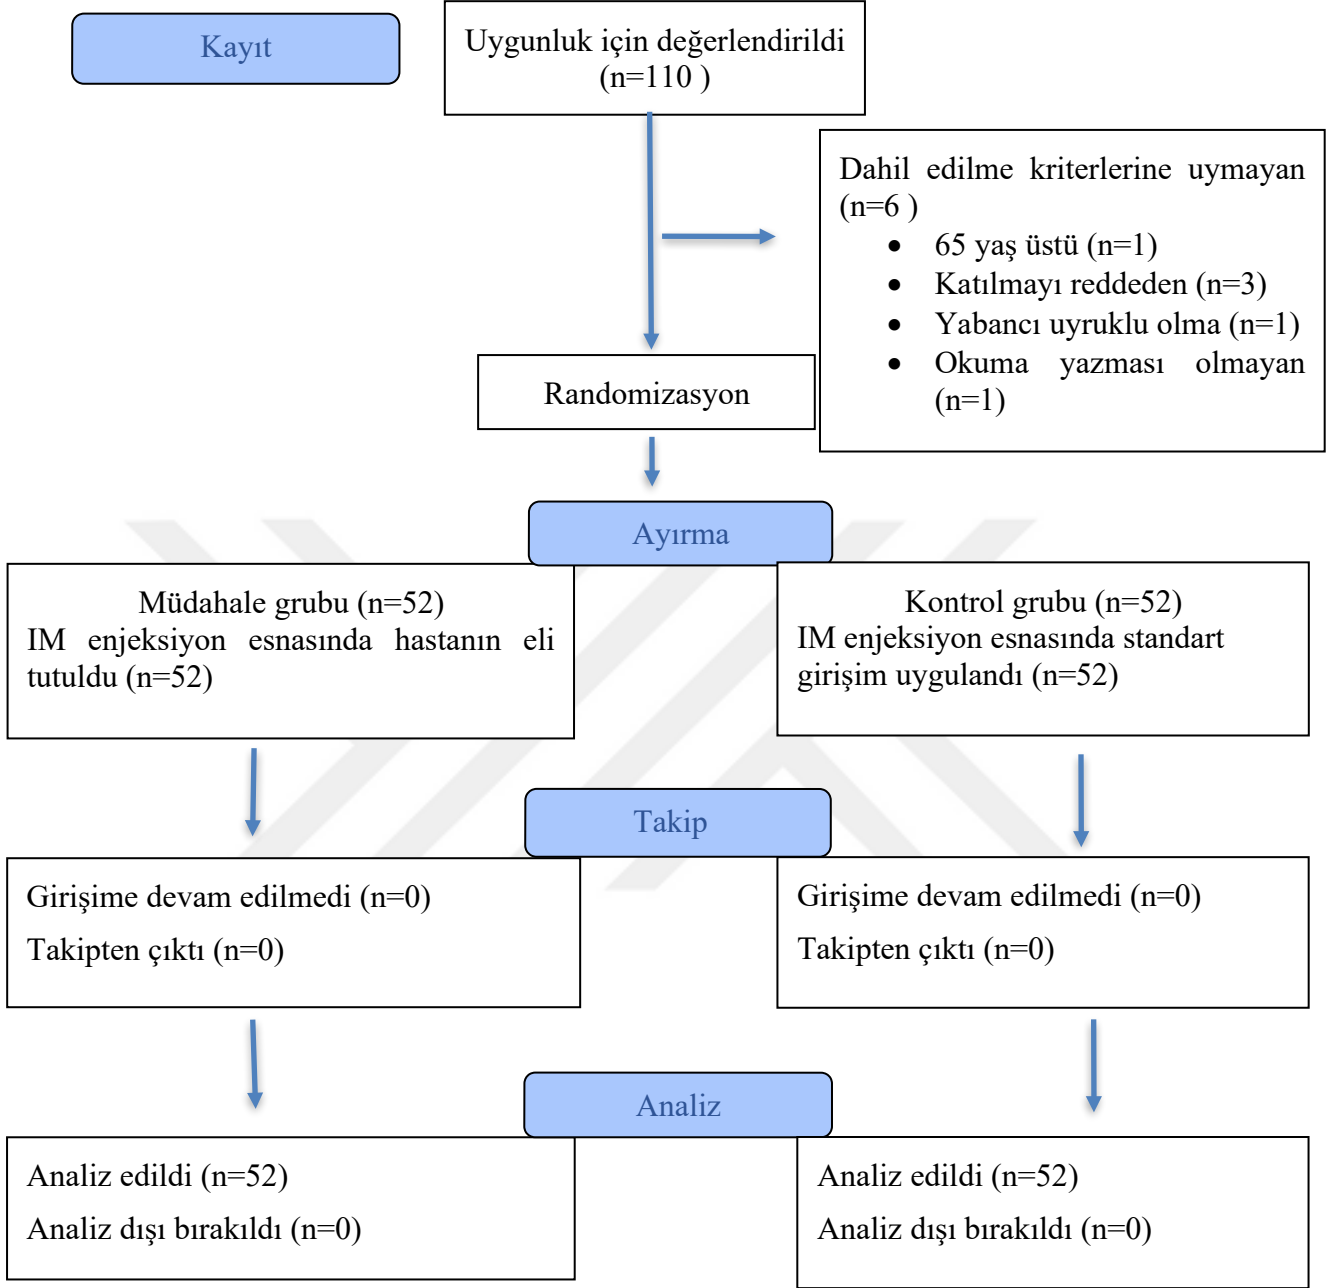 Kayıt
Uygunluk için değerlendirildi
(n=110 )
Dahil edilme kriterlerine uymayan
(n=6 )
• 65 yaş üstü (n=1)
• Katılmayı reddeden (n=3)
• Yabancı uyruklu olma (n=1)
• Okuma yazması olmayan
(n=1)
Randomizasyon
Ayırma
Müdahale grubu (n=52)
IM enjeksiyon esnasında hastanın eli
tutuldu (n=52)
Kontrol grubu (n=52)
IM enjeksiyon esnasında standart
girişim uygulandı (n=52)
Takip
Girişime devam edilmedi (n=0)
Takipten çıktı (n=0)
Girişime devam edilmedi (n=0)
Takipten çıktı (n=0)
Analiz
Analiz edildi (n=52)
Analiz dışı bırakıldı (n=0)
Analiz edildi (n=52)
Analiz dışı bırakıldı (n=0)